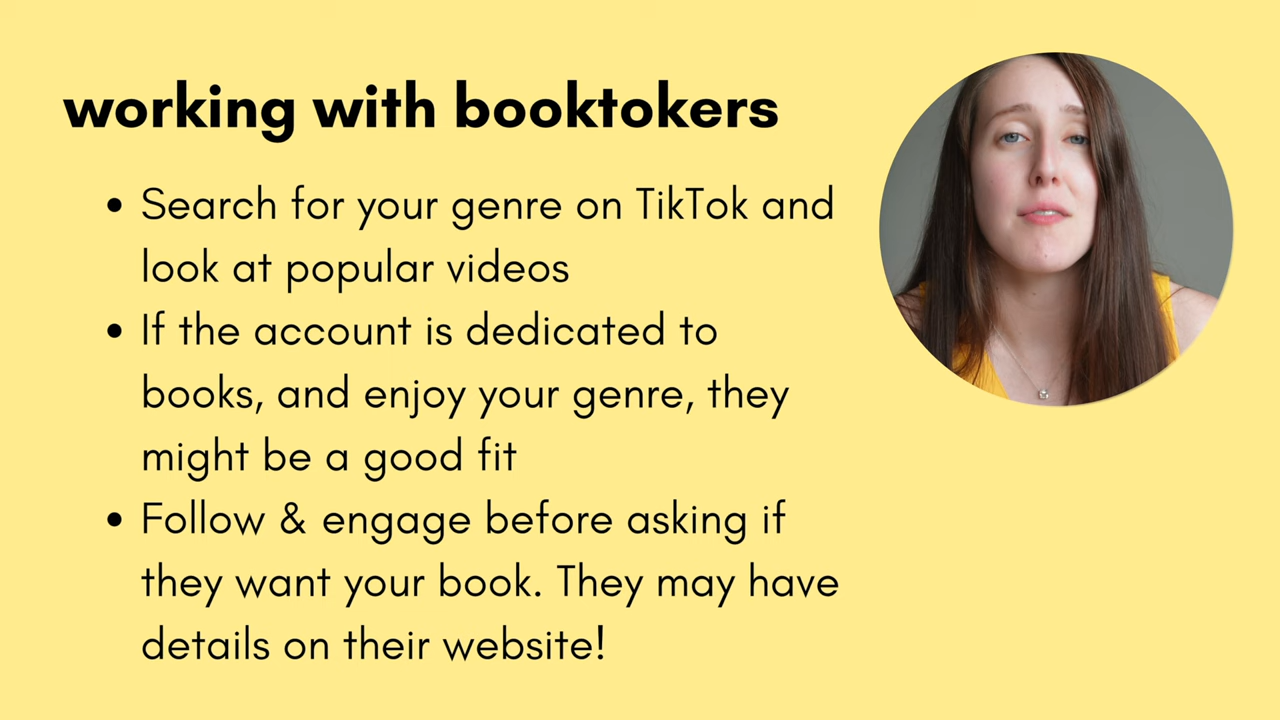 working with booktokers
• Search for your genre on TikTok and
look at popular videos
• If the account is dedicated to
books, and enjoy your genre, they
might be a good fit
• Follow & engage before asking if
they want your book. They may have
details on their website!